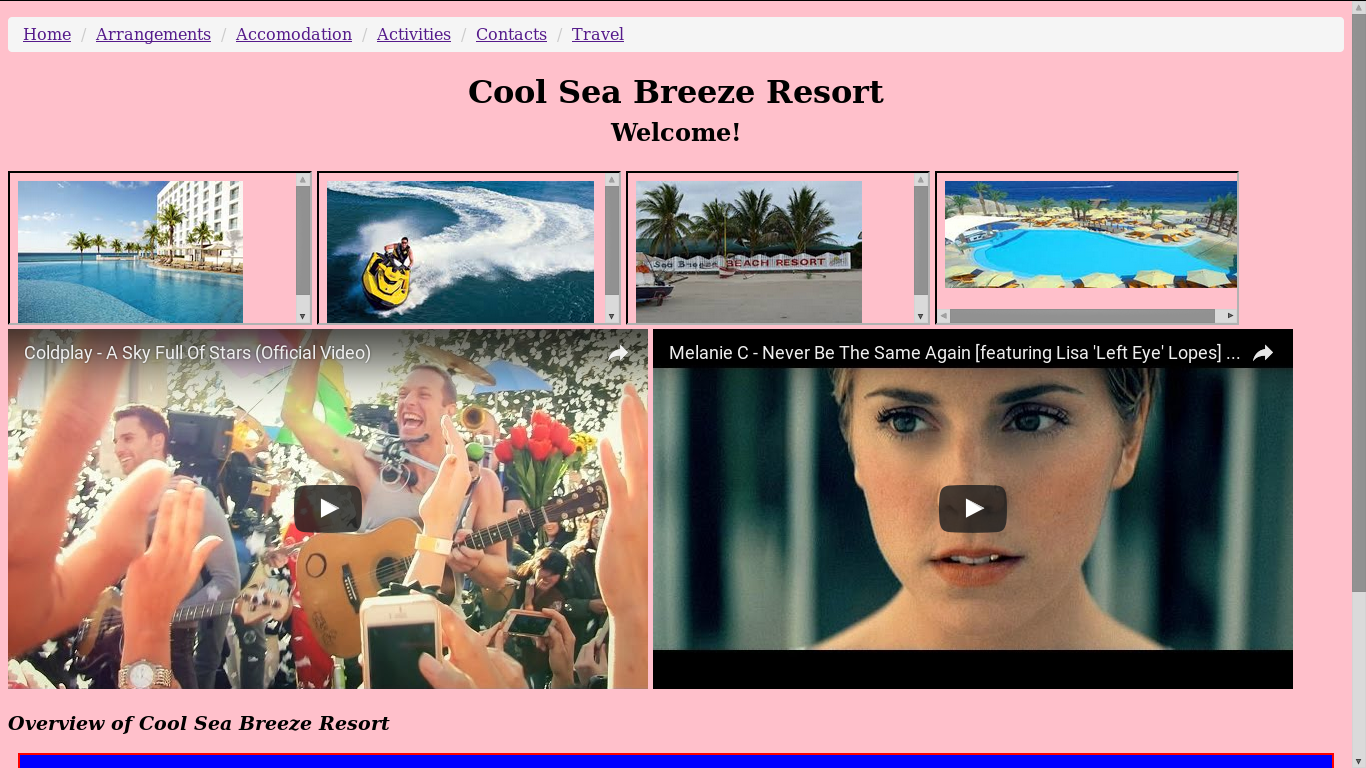 Home / Arrangements / Accomodation / Activities / Contacts / Travel
Cool Sea Breeze Resort
Welcome!
Sea Breeze BEACH RESORT
Coldplay - A Sky Full Of Stars (Official Video)
Melanie C - Never Be The Same Again [featuring Lisa 'Left Eye' Lopes] ...
Overview of Cool Sea Breeze Resort